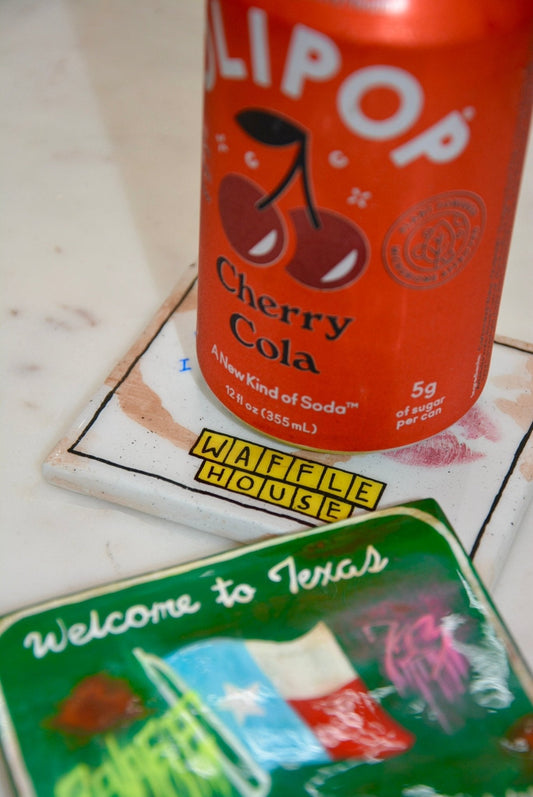 LIPOP
Cherry
Cola
A New Kind of Soda™
12 fl oz (355 mL)
5g
of sugar
per can
I
WAFFLE
HOUSE
Welcome to Texas